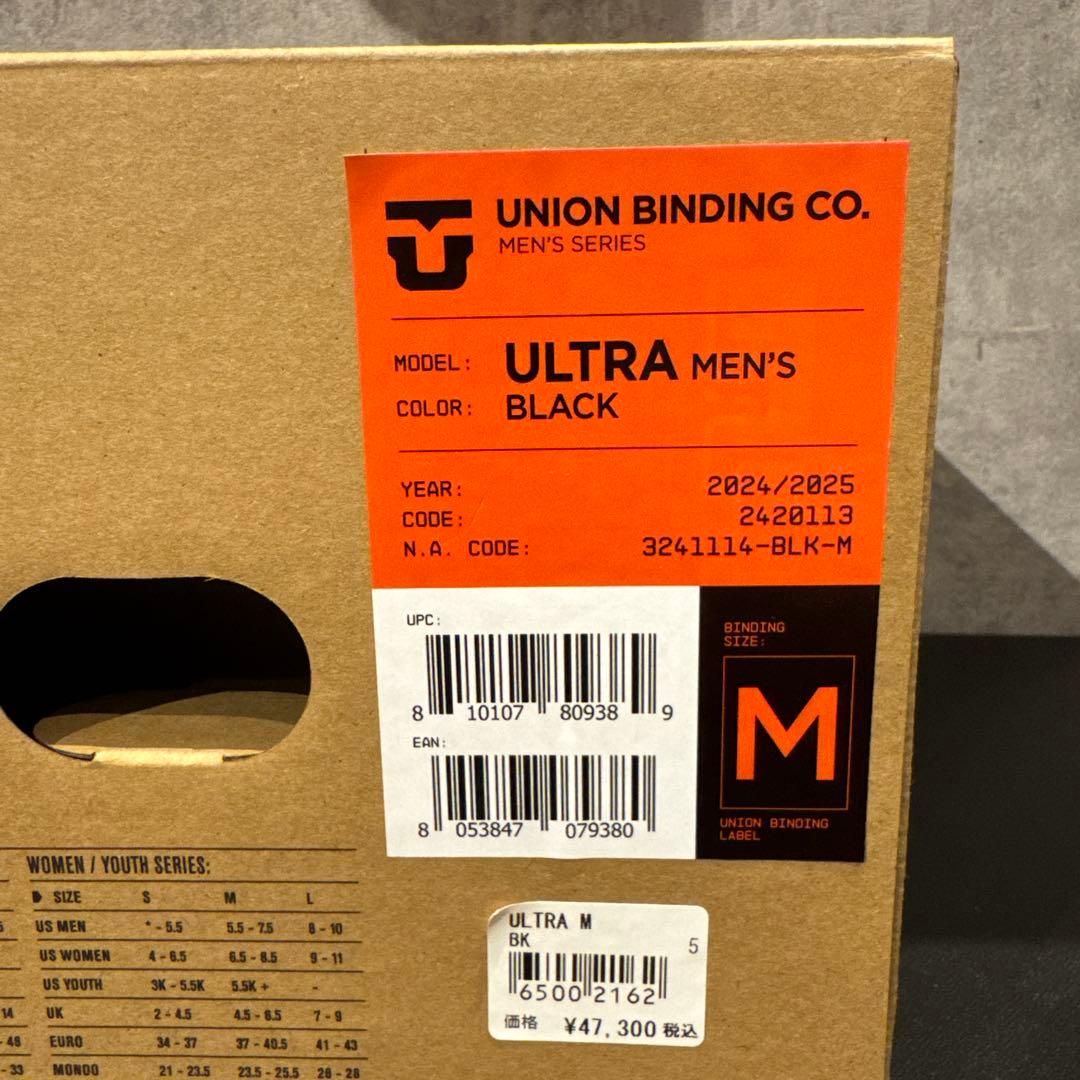 UNION BINDING CO.
MEN'S SERIES
MODEL: ULTRA MEN'S
COLOR: BLACK
YEAR: 2024/2025
CODE: 2420113
N.A. CODE: 3241114-BLK-M
UPC:
8 10107 80938 9
EAN:
8 053847 079380
BINDING
SIZE:
M
UNION BINDING
LABEL
WOMEN / YOUTH SERIES:
SIZE S M L
US MEN * - 5.5 5.5 - 7.5 8 - 10
US WOMEN 4 - 6.5 6.5 - 8.5 9 - 11
US YOUTH 3K - 5.5K 5.5K + -
14 UK 2 - 4.5 4.5 - 6.5 7 - 9
- 48 EURO 34 - 37 37 - 40.5 41 - 43
- 33 MONDO 21 - 23.5 23.5 - 25.5 26 - 28
ULTRA M
BK 5
6500 2162
価格 ¥47,300 税込